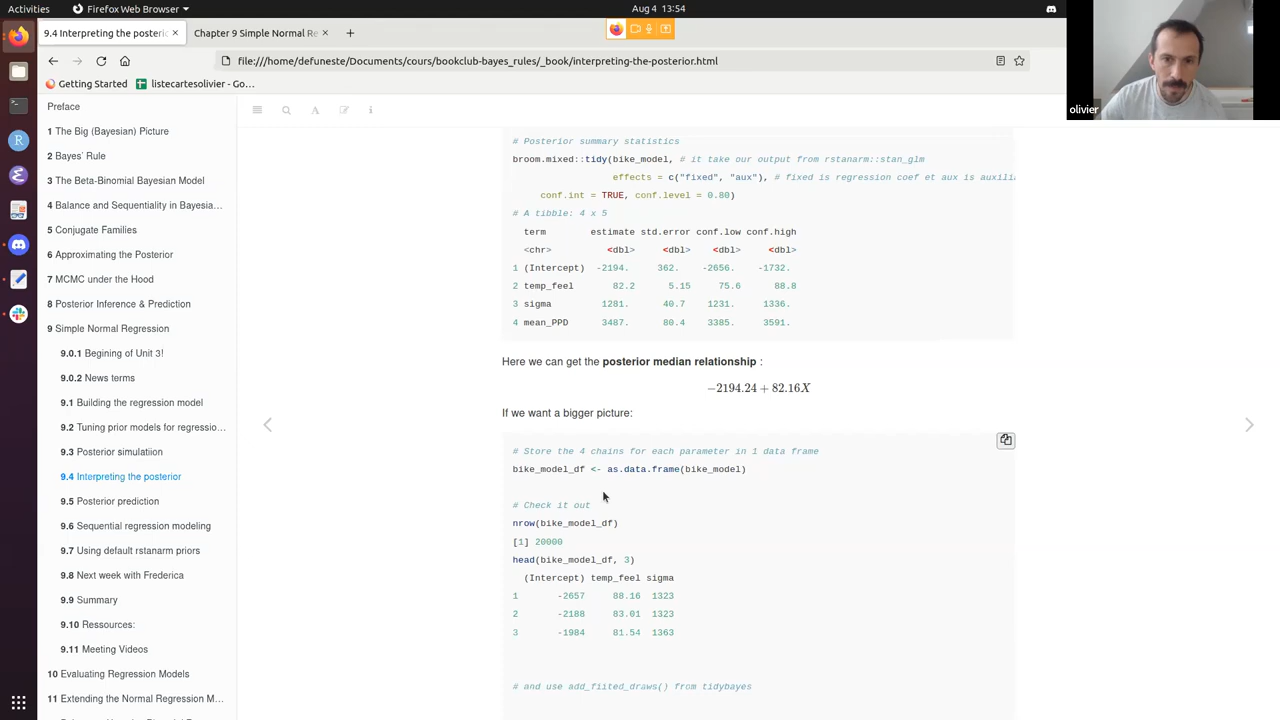 Activities
Firefox Web Browser
Aug 4 13:54
9.4 Interpreting the posteric
Chapter 9 Simple Normal Re
file:///home/defuneste/Documents/cours/bookclub-bayes_rules/_book/interpreting-the-posterior.html
Getting Started
listecartesolivier - Go…
olivier
Preface
1 The Big (Bayesian) Picture
2 Bayes' Rule
3 The Beta-Binomial Bayesian Model
4 Balance and Sequentiality in Bayesia…
5 Conjugate Families
6 Approximating the Posterior
7 MCMC under the Hood
8 Posterior Inference & Prediction
9 Simple Normal Regression
9.0.1 Begining of Unit 3!
9.0.2 News terms
9.1 Building the regression model
9.2 Tuning prior models for regressio…
9.3 Posterior simulatiion
9.4 Interpreting the posterior
9.5 Posterior prediction
9.6 Sequential regression modeling
9.7 Using default rstanarm priors
9.8 Next week with Frederica
9.9 Summary
9.10 Ressources:
9.11 Meeting Videos
10 Evaluating Regression Models
11 Extending the Normal Regression M…
# Posterior summary statistics
broom.mixed::tidy(bike_model, # it take our output from rstanarm::stan_glm
effects = c("fixed", "aux"), # fixed is regression coef et aux is auxilia
conf.int = TRUE, conf.level = 0.80)
# A tibble: 4 x 5
term estimate std.error conf.low conf.high
<chr> <dbl> <dbl> <dbl> <dbl>
1 (Intercept) -2194. 362. -2656. -1732.
2 temp_feel 82.2 5.15 75.6 88.8
3 sigma 1281. 40.7 1231. 1336.
4 mean_PPD 3487. 80.4 3385. 3591.
Here we can get the posterior median relationship :
−2194.24 + 82.16X
If we want a bigger picture:
# Store the 4 chains for each parameter in 1 data frame
bike_model_df <- as.data.frame(bike_model)
# Check it out
nrow(bike_model_df)
[1] 20000
head(bike_model_df, 3)
(Intercept) temp_feel sigma
1 -2657 88.16 1323
2 -2188 83.01 1323
3 -1984 81.54 1363
# and use add_fiited_draws() from tidybayes